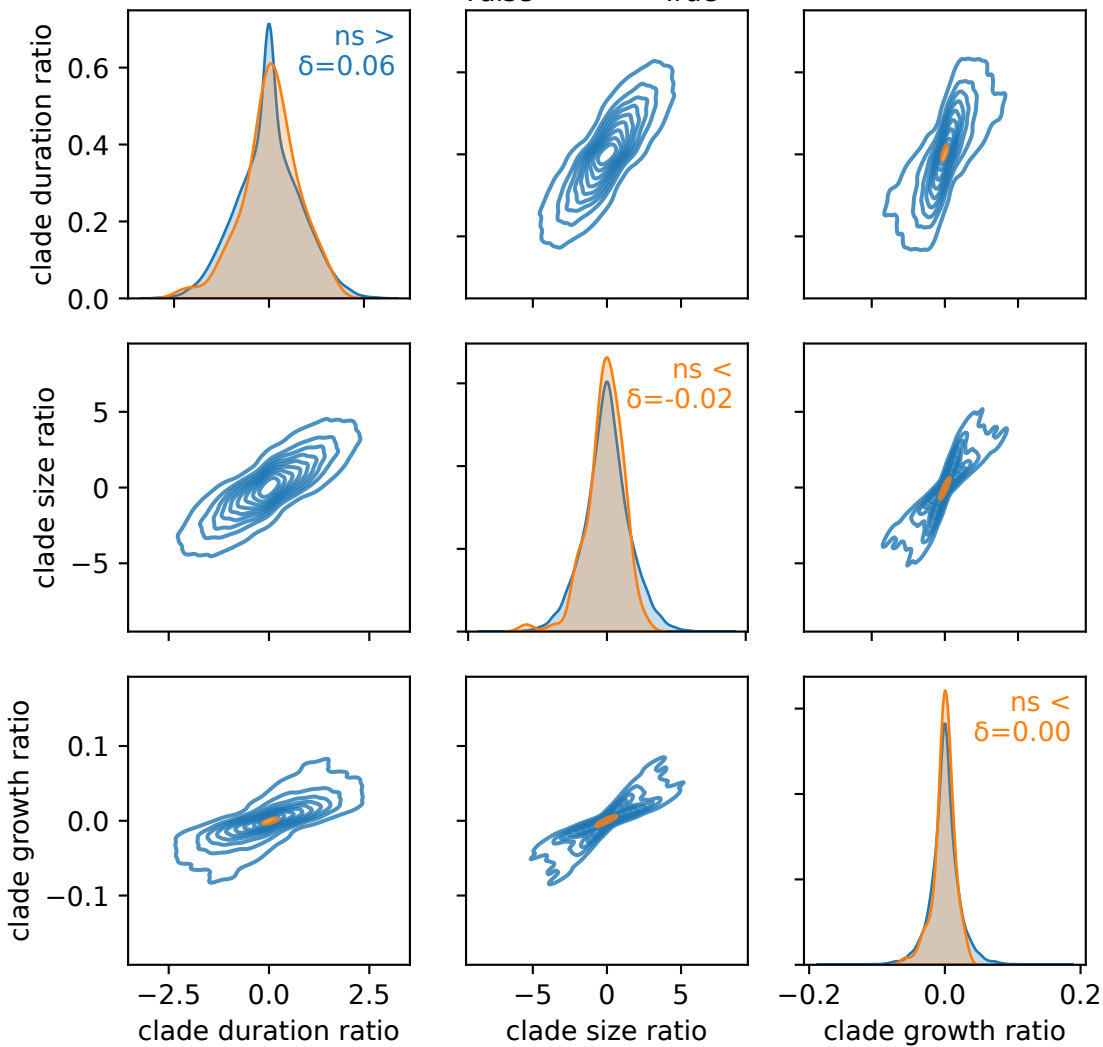 clade duration ratio
0.6
0.4
0.2
0.0
ns >
δ=0.06
clade size ratio
5
0
−5
ns <
δ=-0.02
clade growth ratio
0.1
0.0
−0.1
ns <
δ=0.00
−2.5 0.0 2.5
−5 0 5
−0.2 0.0 0.2
clade duration ratio
clade size ratio
clade growth ratio